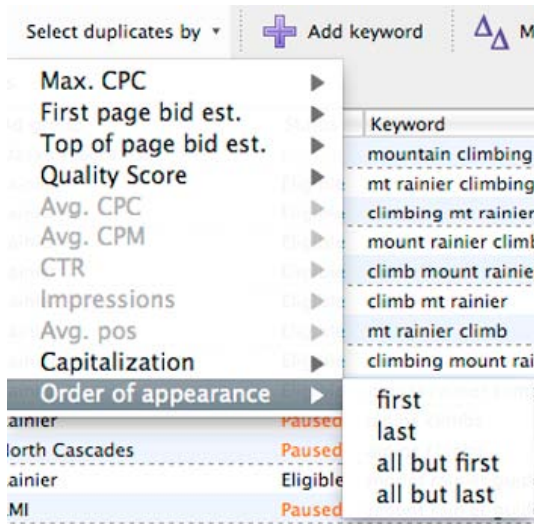 Select duplicates by
Add keyword
M
Max. CPC
First page bid est.
Top of page bid est.
Quality Score
Avg. CPC
Avg. CPM
CTR
Impressions
Avg. pos
Capitalization
Order of appearance
first
last
all but first
all but last
Keyword
mountain climbing
mt rainier climbing
climbing mt rainier
mount rainier climb
climb mount rainie
climb mt rainier
mt rainier climb
climbing mount rai
ainier Paused
orth Cascades Paused
ainier Eligible
MI Paused